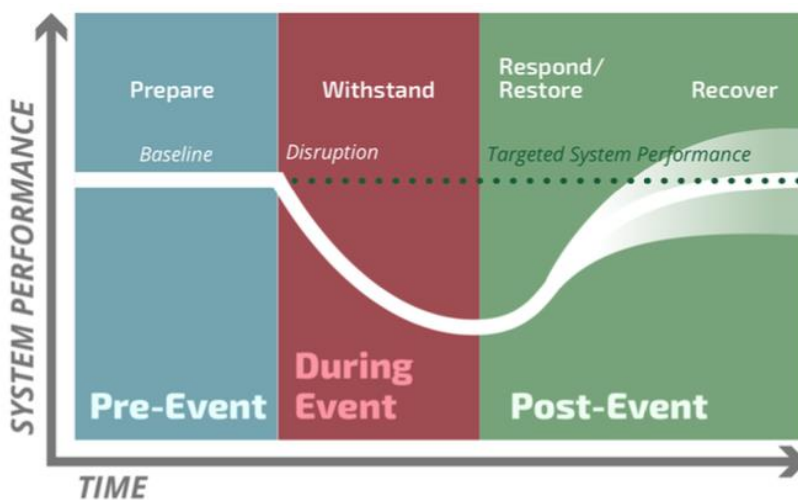 SYSTEM PERFORMANCE
Prepare
Withstand
Respond/
Restore
Recover
Baseline
Disruption
Targeted System Performance
Pre-Event
During
Event
Post-Event
TIME